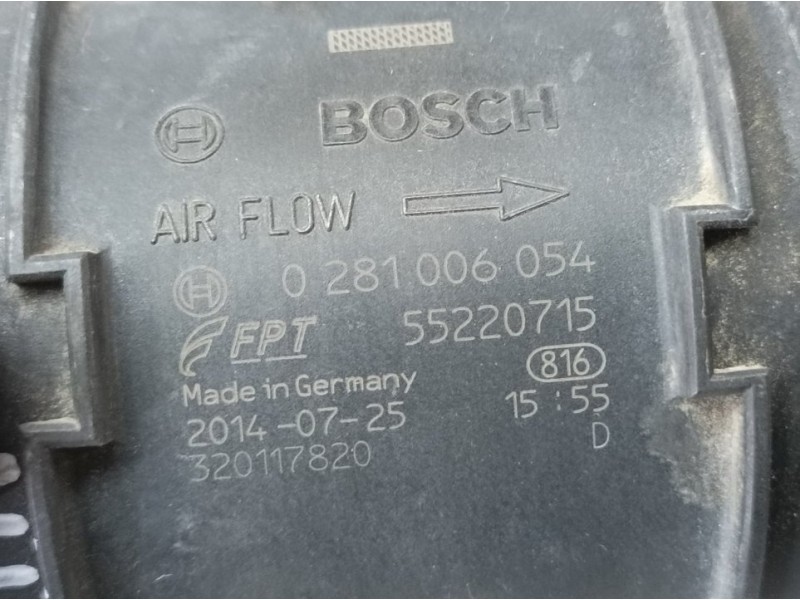 BOSCH
AIR FLOW
0 281 006 054
FPT 55220715
Made in Germany 816
2014-07-25 15:55
320117820 D